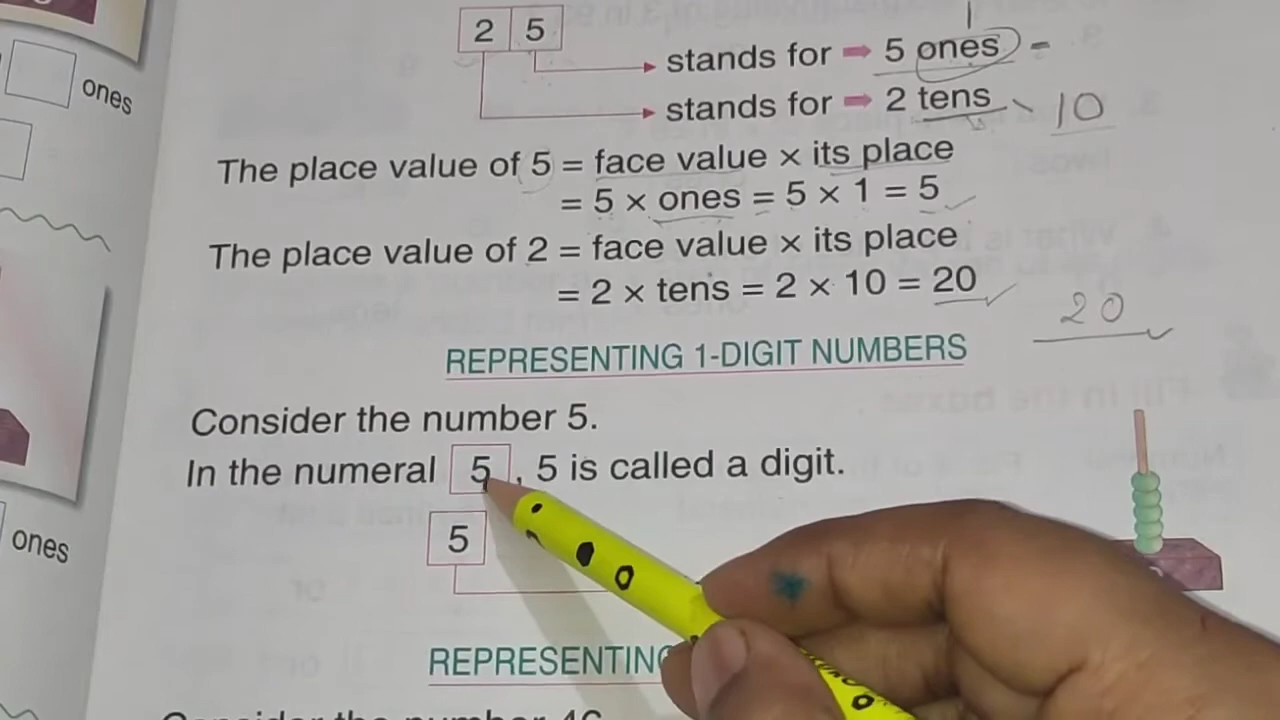 2 5
stands for ➡ 5 ones
stands for ➡ 2 tens
10
The place value of 5 = face value × its place
= 5 × ones = 5 × 1 = 5
The place value of 2 = face value × its place
= 2 × tens = 2 × 10 = 20
20
REPRESENTING 1-DIGIT NUMBERS
Consider the number 5.
In the numeral 5, 5 is called a digit.
5
REPRESENTING
ones
ones